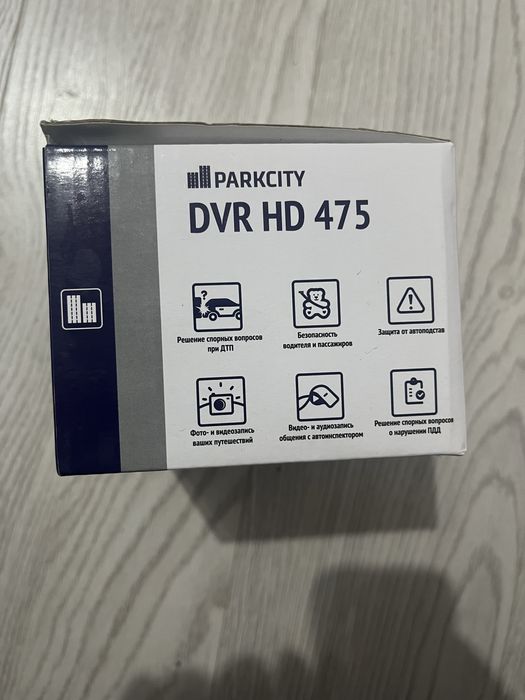 PARKCITY
DVR HD 475
?
Решение спорных вопросов
при ДТП
Безопасность
водителя и пассажиров
Защита от автоподстав
Фото- и видеозапись
ваших путешествий
Видео- и аудиозапись
общения с автоинспектором
Решение спорных вопросов
о нарушении ПДД